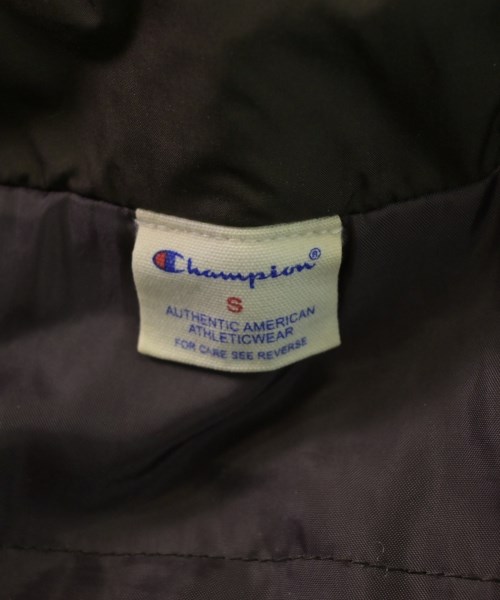 Champion®
S
AUTHENTIC AMERICAN
ATHLETICWEAR
FOR CARE SEE REVERSE